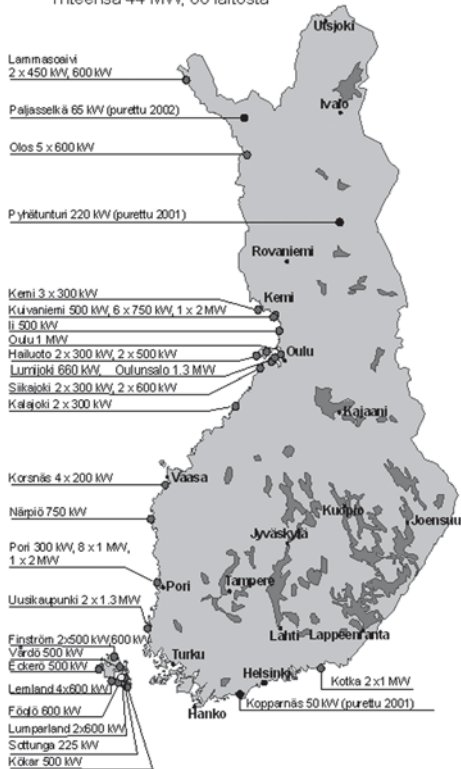 Yhteensä 44 MW, 66 laitosta
Utsjoki
Lammasoaivi
2 x 450 kW, 600 kW
Ivalo
Paljasselkä 65 kW (purettu 2002)
Olos 5 x 600 kW
Pyhätunturi 220 kW (purettu 2001)
Rovaniemi
Kemi 3 x 300 kW
Kemi
Kuivaniemi 500 kW, 6 x 750 kW, 1 x 2 MW
Ii 500 kW
Oulu 1 MW
Oulu
Hailuoto 2 x 300 kW, 2 x 500 kW
Lumijoki 660 kW, Oulunsalo 1.3 MW
Siikajoki 2 x 300 kW, 2 x 600 kW
Kalajoki 2 x 300 kW
Kajaani
Korsnäs 4 x 200 kW
Vaasa
Närpiö 750 kW
Kuopio
Joensuu
Jyväskylä
Pori 300 kW, 8 x 1 MW,
1 x 2 MW
Pori
Tampere
Uusikaupunki 2 x 1.3 MW
Lahti
Lappeenranta
Finström 2x500 kW,600 kW
Vårdö 500 kW
Turku
Eckerö 500 kW
Helsinki
Lemland 4x600 kW
Kotka 2 x1 MW
Föglö 600 kW
Hanko
Kopparnäs 50 kW (purettu 2001)
Lumparland 2x600 kW
Sottunga 225 kW
Kökar 500 kW